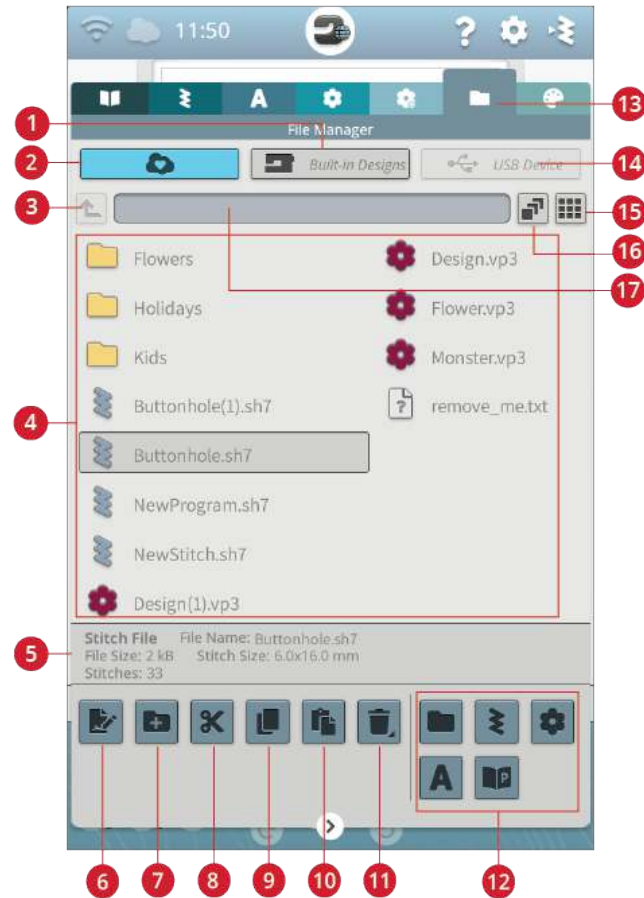 11:50
?
A
1
13
File Manager
2
Built-in Designs
USB Device
14
3
15
16
Flowers
Design.vp3
17
Holidays
Flower.vp3
Kids
Monster.vp3
4
Buttonhole(1).sh7
?
remove_me.txt
Buttonhole.sh7
NewProgram.sh7
NewStitch.sh7
Design(1).vp3
5
Stitch File File Name: Buttonhole.sh7
File Size: 2 kB Stitch Size: 6.0x16.0 mm
Stitches: 33
A
P
6
7
8
9
10
11
12